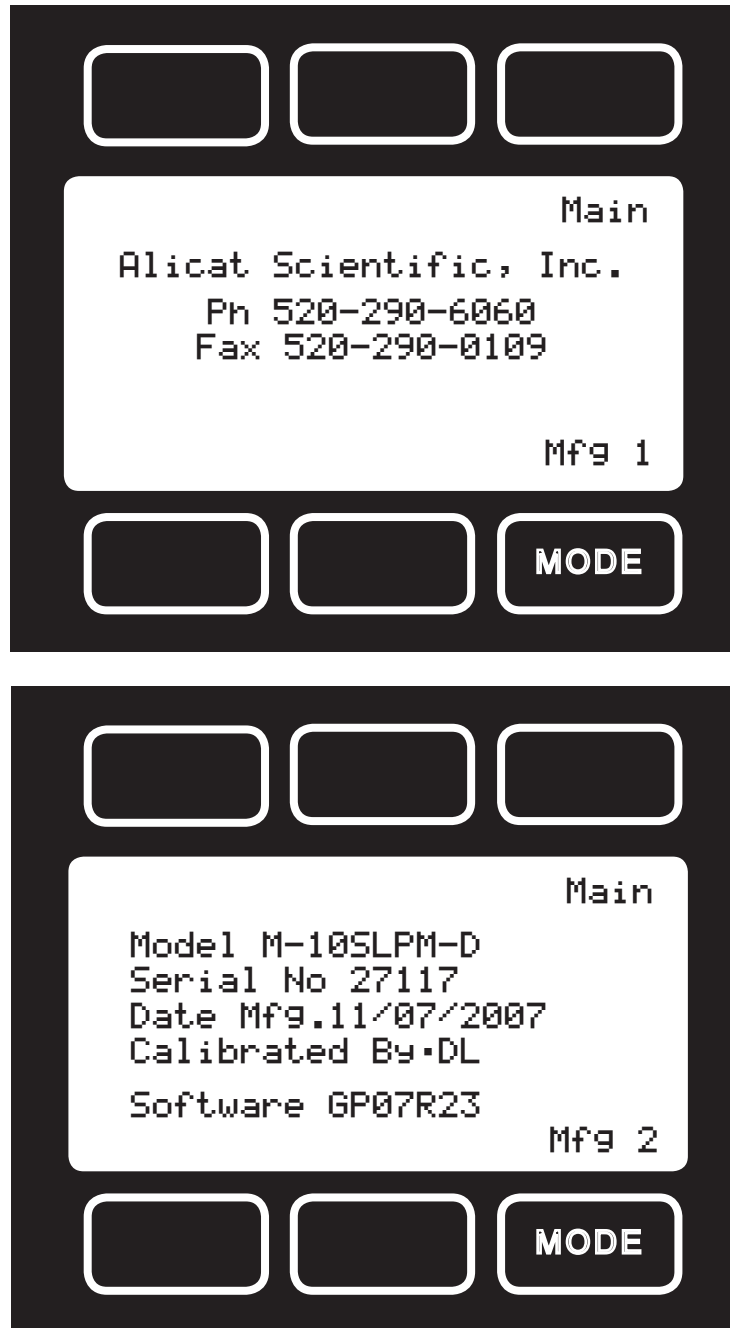 Main
Alicat Scientific, Inc.
Ph 520-290-6060
Fax 520-290-0109
Mfg 1
MODE
Main
Model M-10SLPM-D
Serial No 27117
Date Mfg.11/07/2007
Calibrated By·DL
Software GP07R23
Mfg 2
MODE